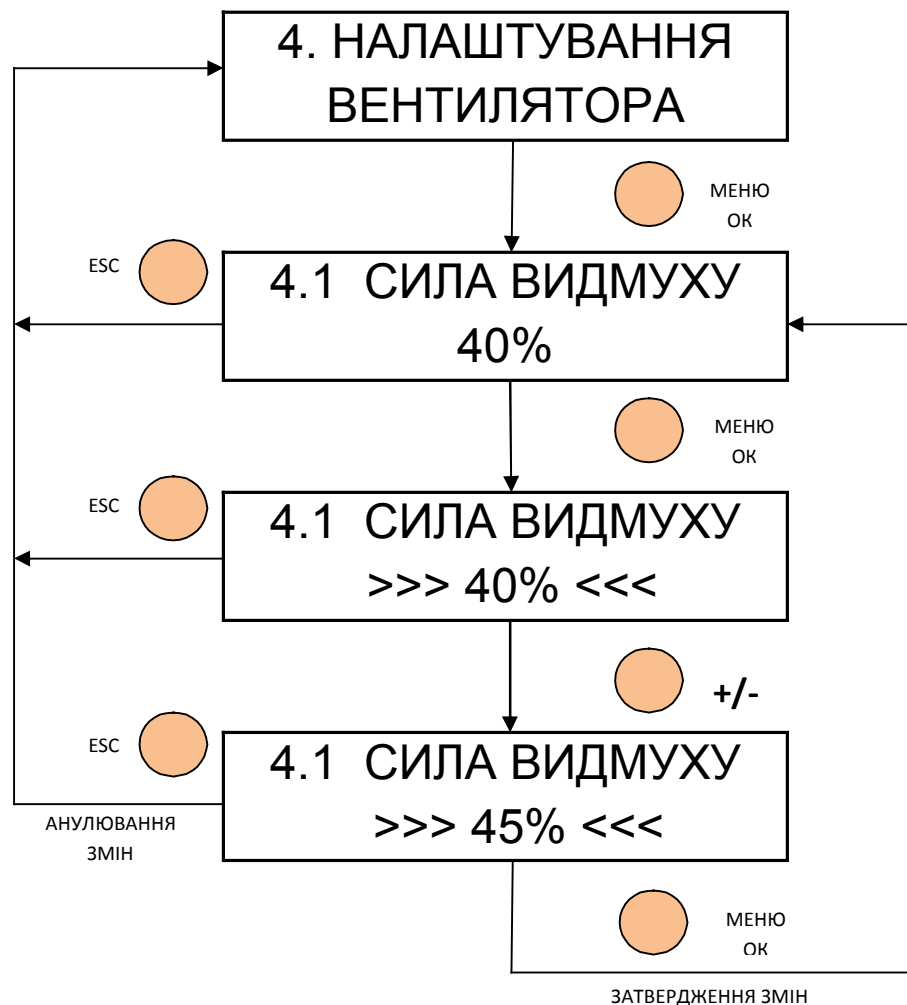 4. НАЛАШТУВАННЯ
ВЕНТИЛЯТОРА
МЕНЮ
ОК
ESC
4.1 СИЛА ВИДМУХУ
40%
МЕНЮ
ОК
ESC
4.1 СИЛА ВИДМУХУ
>>> 40% <<<
+/-
ESC
4.1 СИЛА ВИДМУХУ
>>> 45% <<<
АНУЛЮВАННЯ
ЗМІН
МЕНЮ
ОК
ЗАТВЕРДЖЕННЯ ЗМІН